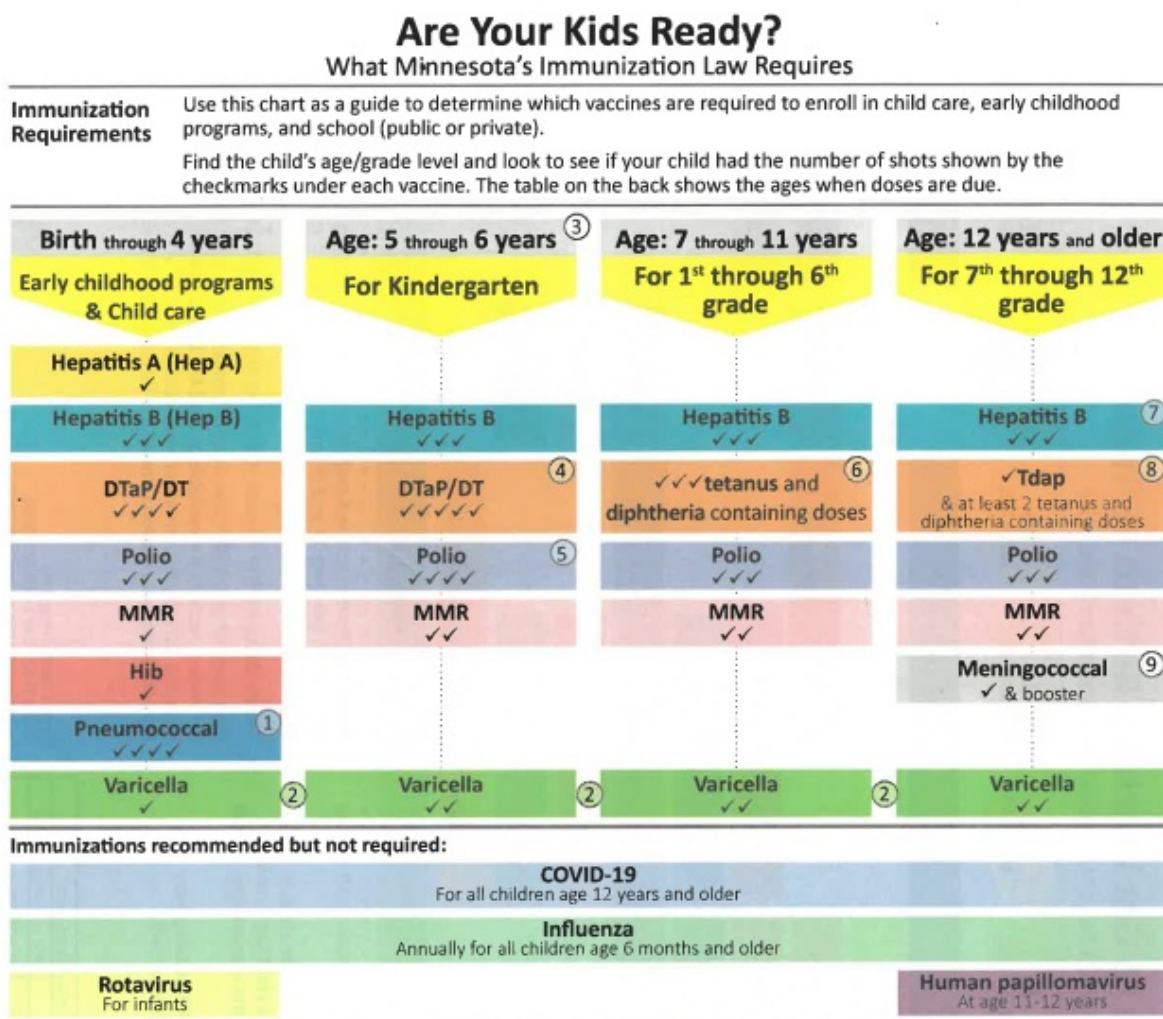 Are Your Kids Ready?
What Minnesota's Immunization Law Requires
Immunization
Requirements
Use this chart as a guide to determine which vaccines are required to enroll in child care, early childhood
programs, and school (public or private).
Find the child's age/grade level and look to see if your child had the number of shots shown by the
checkmarks under each vaccine. The table on the back shows the ages when doses are due.
Birth through 4 years
Early childhood programs
& Child care
Hepatitis A (Hep A)
✓
Hepatitis B (Hep B)
✓✓✓
DTaP/DT
✓✓✓✓
Polio
✓✓✓
MMR
✓
Hib
✓
Pneumococcal ①
✓✓✓✓
Varicella ②
✓
Age: 5 through 6 years ③
For Kindergarten
Hepatitis B
✓✓✓
DTaP/DT ④
✓✓✓✓✓
Polio ⑤
✓✓✓✓
MMR
✓✓
Varicella ②
✓✓
Age: 7 through 11 years
For 1st through 6th
grade
Hepatitis B
✓✓✓
✓✓✓tetanus and ⑥
diphtheria containing doses
Polio
✓✓✓
MMR
✓✓
Varicella ②
✓✓
Age: 12 years and older
For 7th through 12th
grade
Hepatitis B ⑦
✓✓✓
✓Tdap ⑧
& at least 2 tetanus and
diphtheria containing doses
Polio
✓✓✓
MMR
✓✓
Meningococcal ⑨
✓ & booster
Varicella
✓✓
Immunizations recommended but not required:
COVID-19
For all children age 12 years and older
Influenza
Annually for all children age 6 months and older
Rotavirus
For infants
Human papillomavirus
At age 11-12 years